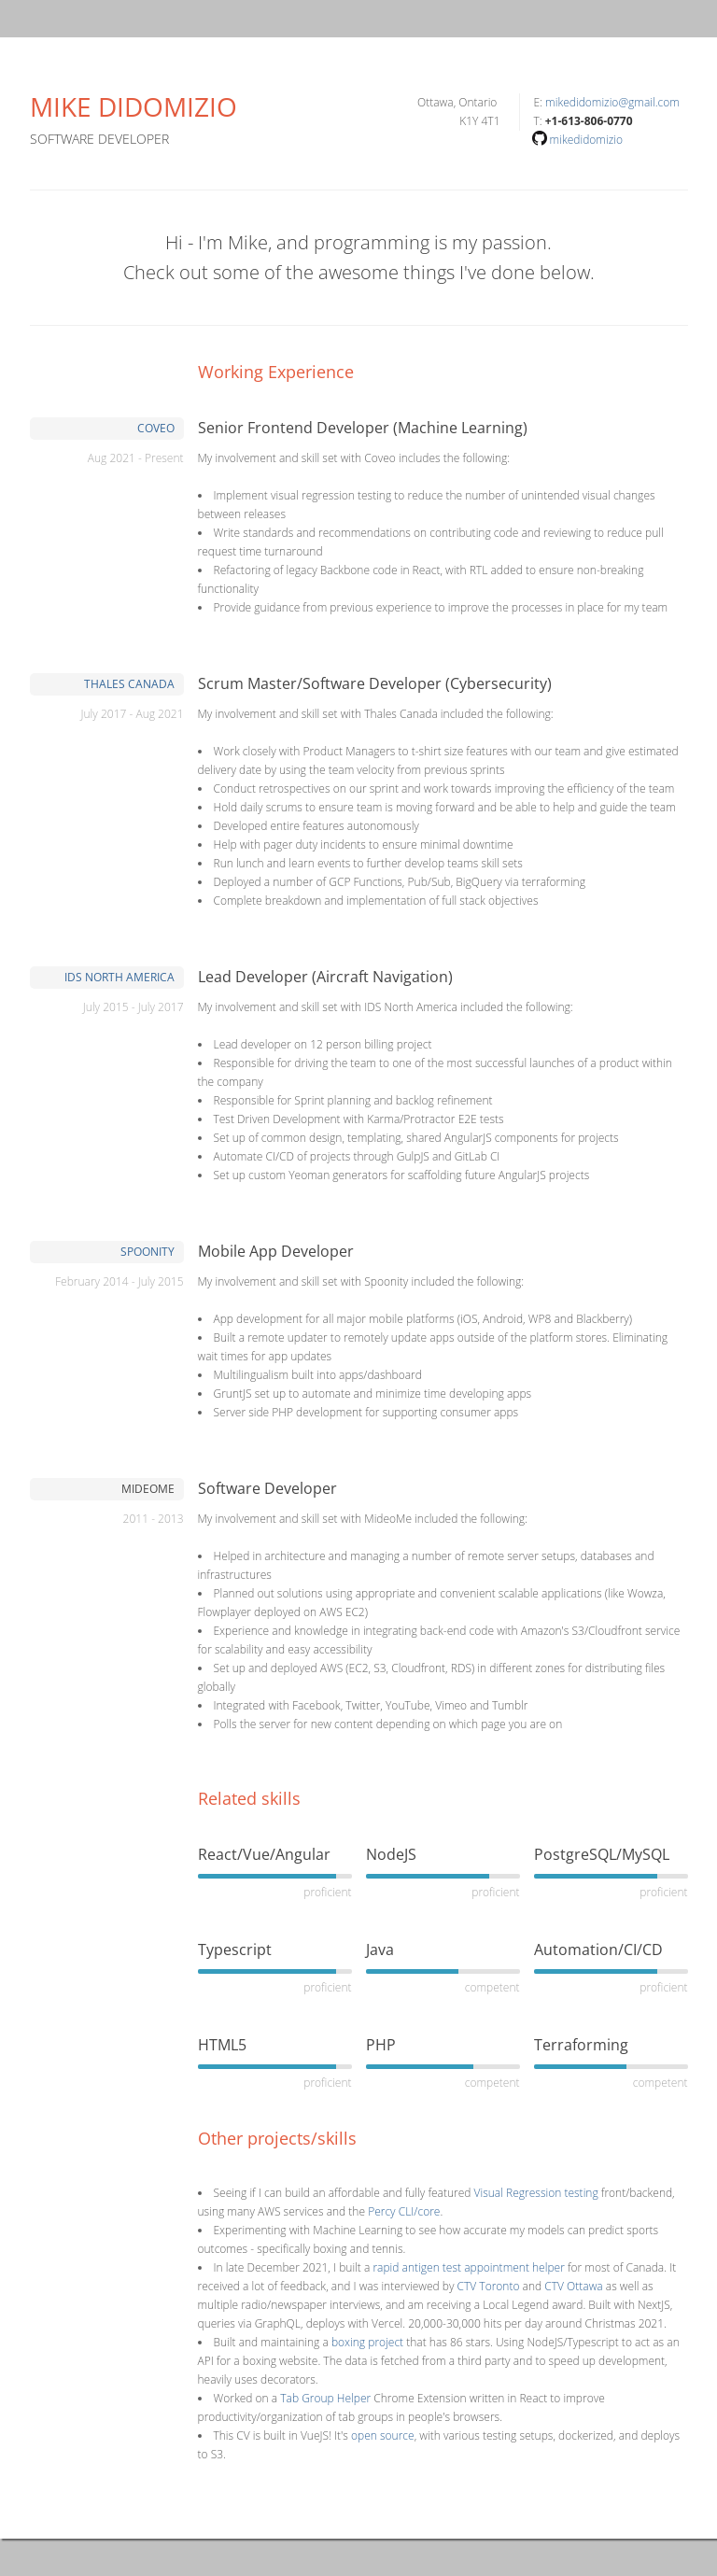 MIKE DIDOMIZIO
SOFTWARE DEVELOPER
Ottawa, Ontario
K1Y 4T1
E: mikedidomizio@gmail.com
T: +1-613-806-0770
mikedidomizio
Hi - I'm Mike, and programming is my passion.
Check out some of the awesome things I've done below.
Working Experience
COVEO
Aug 2021 - Present
Senior Frontend Developer (Machine Learning)
My involvement and skill set with Coveo includes the following:
• Implement visual regression testing to reduce the number of unintended visual changes
between releases
• Write standards and recommendations on contributing code and reviewing to reduce pull
request time turnaround
• Refactoring of legacy Backbone code in React, with RTL added to ensure non-breaking
functionality
• Provide guidance from previous experience to improve the processes in place for my team
THALES CANADA
July 2017 - Aug 2021
Scrum Master/Software Developer (Cybersecurity)
My involvement and skill set with Thales Canada included the following:
• Work closely with Product Managers to t-shirt size features with our team and give estimated
delivery date by using the team velocity from previous sprints
• Conduct retrospectives on our sprint and work towards improving the efficiency of the team
• Hold daily scrums to ensure team is moving forward and be able to help and guide the team
• Developed entire features autonomously
• Help with pager duty incidents to ensure minimal downtime
• Run lunch and learn events to further develop teams skill sets
• Deployed a number of GCP Functions, Pub/Sub, BigQuery via terraforming
• Complete breakdown and implementation of full stack objectives
IDS NORTH AMERICA
July 2015 - July 2017
Lead Developer (Aircraft Navigation)
My involvement and skill set with IDS North America included the following:
• Lead developer on 12 person billing project
• Responsible for driving the team to one of the most successful launches of a product within
the company
• Responsible for Sprint planning and backlog refinement
• Test Driven Development with Karma/Protractor E2E tests
• Set up of common design, templating, shared AngularJS components for projects
• Automate CI/CD of projects through GulpJS and GitLab CI
• Set up custom Yeoman generators for scaffolding future AngularJS projects
SPOONITY
February 2014 - July 2015
Mobile App Developer
My involvement and skill set with Spoonity included the following:
• App development for all major mobile platforms (iOS, Android, WP8 and Blackberry)
• Built a remote updater to remotely update apps outside of the platform stores. Eliminating
wait times for app updates
• Multilingualism built into apps/dashboard
• GruntJS set up to automate and minimize time developing apps
• Server side PHP development for supporting consumer apps
MIDEOME
2011 - 2013
Software Developer
My involvement and skill set with MideoMe included the following:
• Helped in architecture and managing a number of remote server setups, databases and
infrastructures
• Planned out solutions using appropriate and convenient scalable applications (like Wowza,
Flowplayer deployed on AWS EC2)
• Experience and knowledge in integrating back-end code with Amazon's S3/Cloudfront service
for scalability and easy accessibility
• Set up and deployed AWS (EC2, S3, Cloudfront, RDS) in different zones for distributing files
globally
• Integrated with Facebook, Twitter, YouTube, Vimeo and Tumblr
• Polls the server for new content depending on which page you are on
Related skills
React/Vue/Angular
proficient
NodeJS
proficient
PostgreSQL/MySQL
proficient
Typescript
proficient
Java
competent
Automation/CI/CD
proficient
HTML5
proficient
PHP
competent
Terraforming
competent
Other projects/skills
• Seeing if I can build an affordable and fully featured Visual Regression testing front/backend,
using many AWS services and the Percy CLI/core.
• Experimenting with Machine Learning to see how accurate my models can predict sports
outcomes - specifically boxing and tennis.
• In late December 2021, I built a rapid antigen test appointment helper for most of Canada. It
received a lot of feedback, and I was interviewed by CTV Toronto and CTV Ottawa as well as
multiple radio/newspaper interviews, and am receiving a Local Legend award. Built with NextJS,
queries via GraphQL, deploys with Vercel. 20,000-30,000 hits per day around Christmas 2021.
• Built and maintaining a boxing project that has 86 stars. Using NodeJS/Typescript to act as an
API for a boxing website. The data is fetched from a third party and to speed up development,
heavily uses decorators.
• Worked on a Tab Group Helper Chrome Extension written in React to improve
productivity/organization of tab groups in people's browsers.
• This CV is built in VueJS! It's open source, with various testing setups, dockerized, and deploys
to S3.